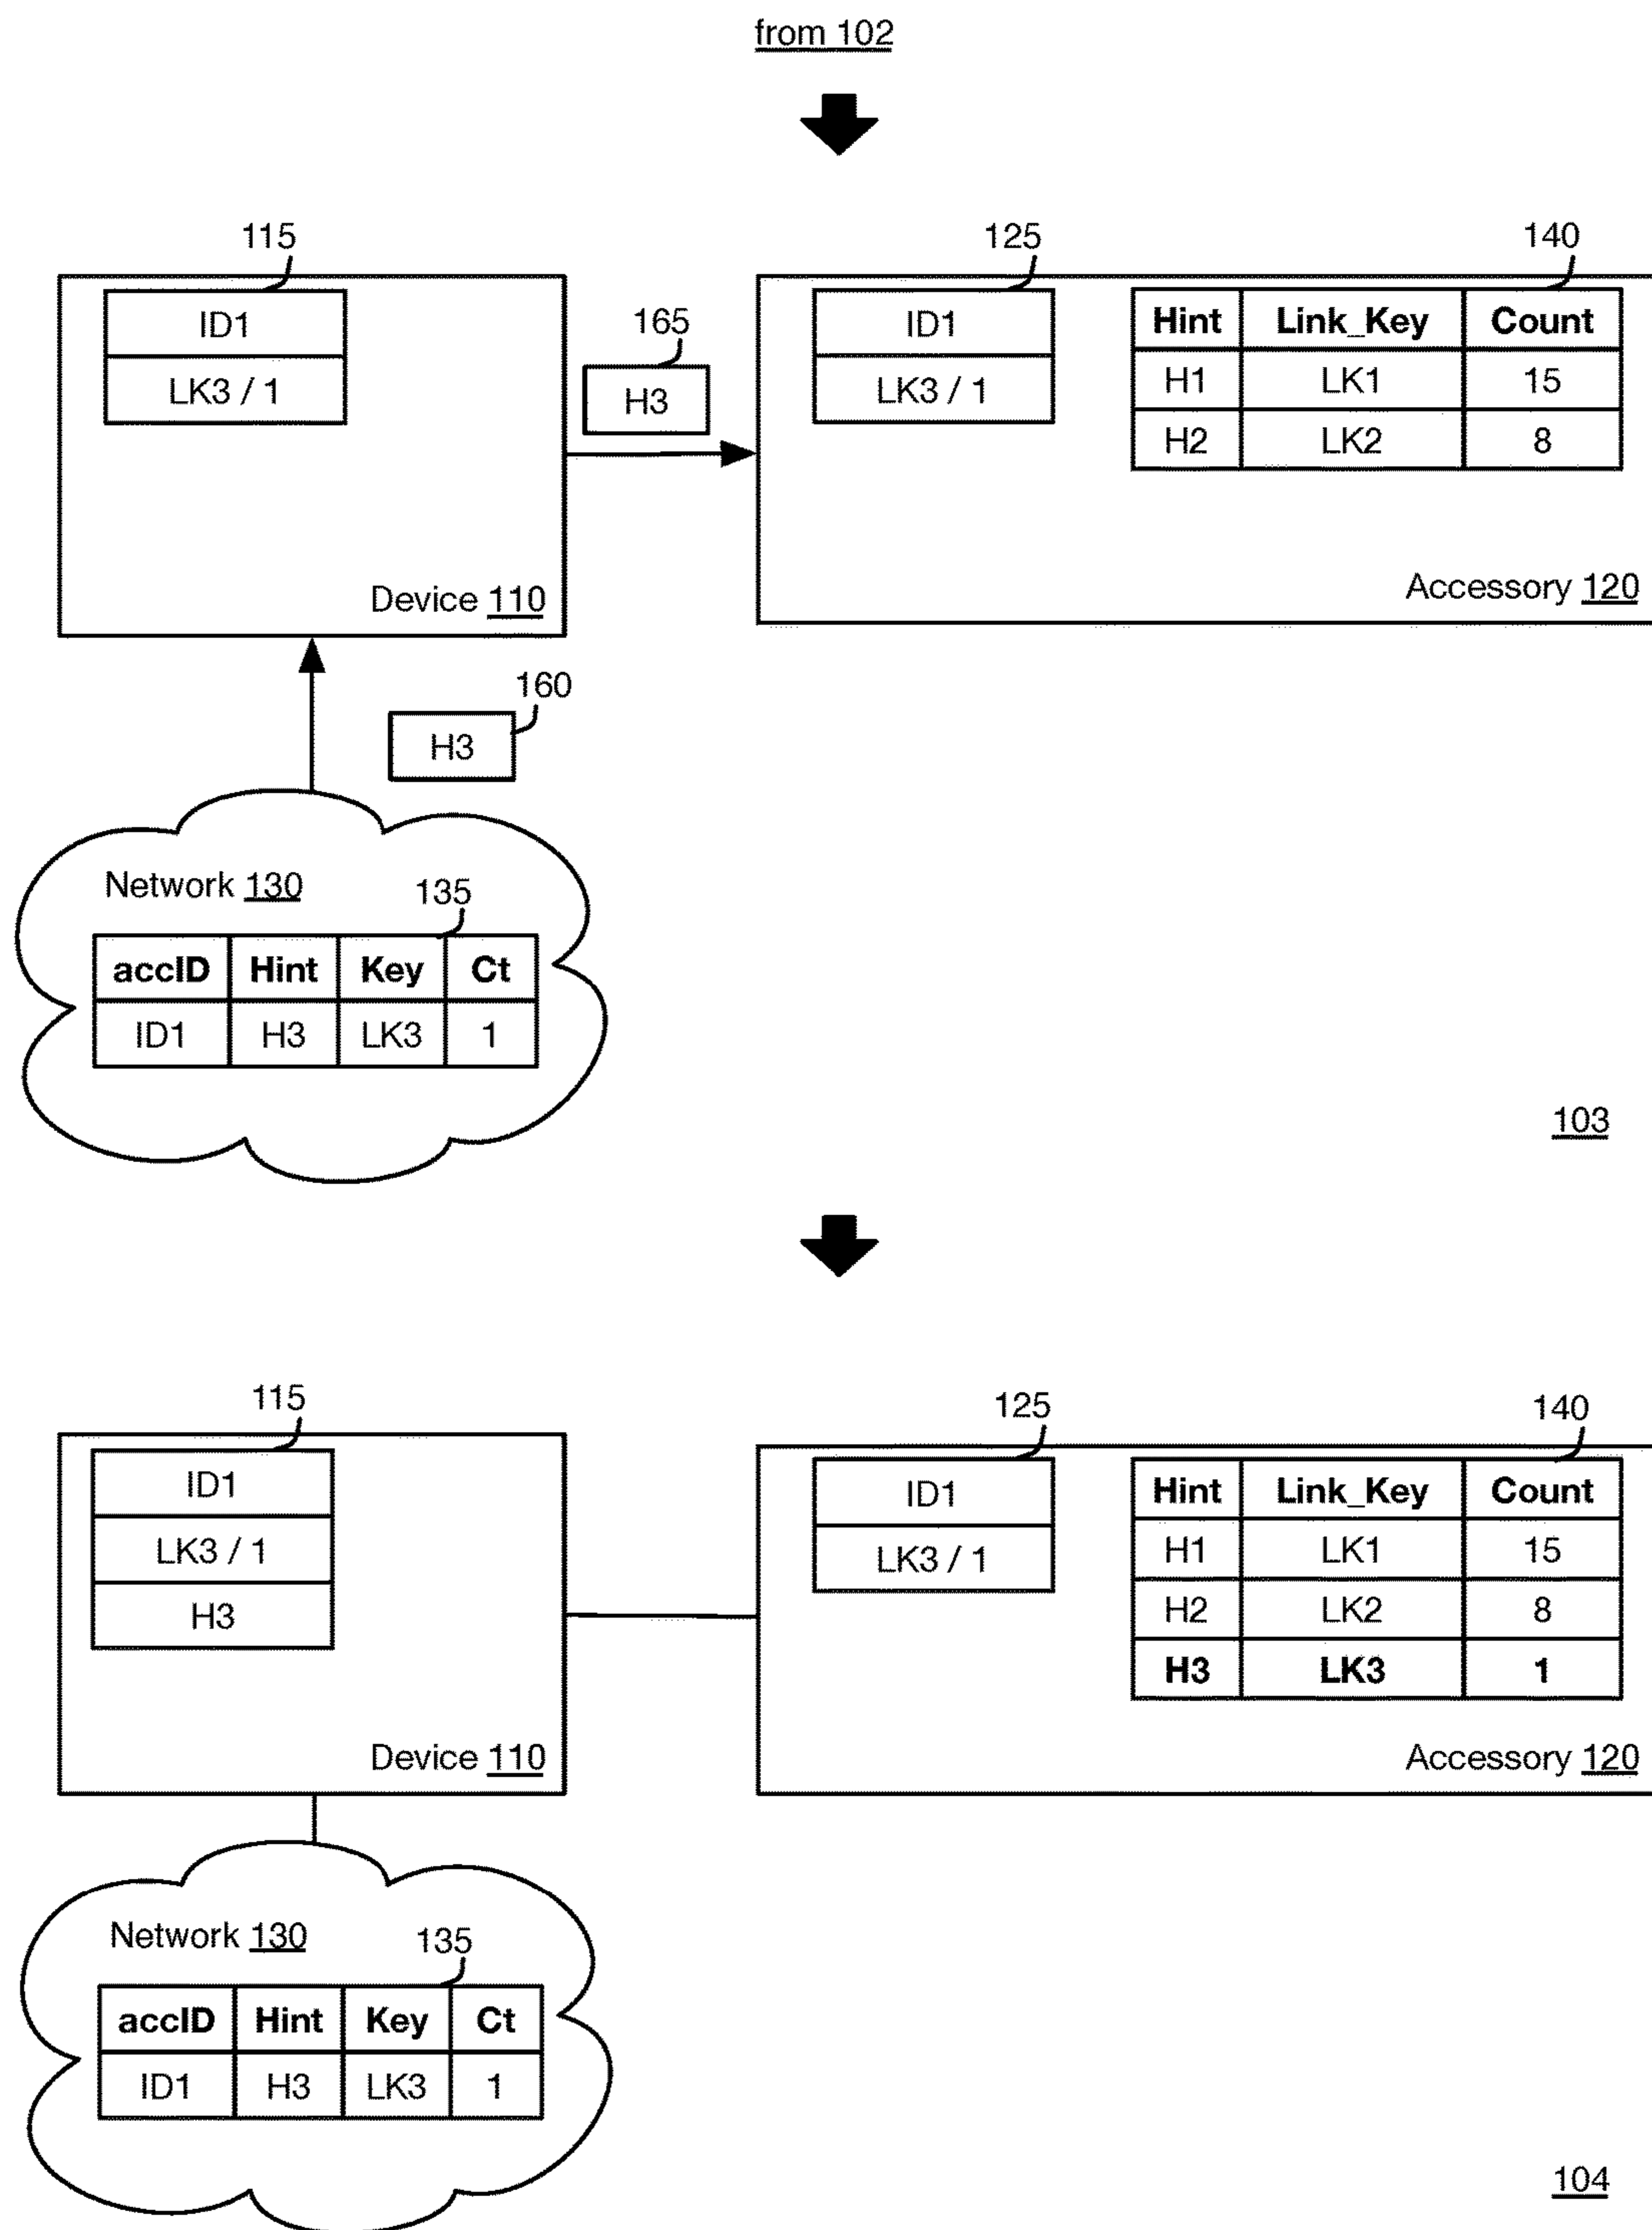 from 102
115
125
140
ID1
LK3 / 1
165
H3
ID1
LK3 / 1
Hint Link_Key Count
H1 LK1 15
H2 LK2 8
Device 110
Accessory 120
160
H3
Network 130
135
accID Hint Key Ct
ID1 H3 LK3 1
103
115
125
140
ID1
LK3 / 1
H3
ID1
LK3 / 1
Hint Link_Key Count
H1 LK1 15
H2 LK2 8
H3 LK3 1
Device 110
Accessory 120
Network 130
135
accID Hint Key Ct
ID1 H3 LK3 1
104